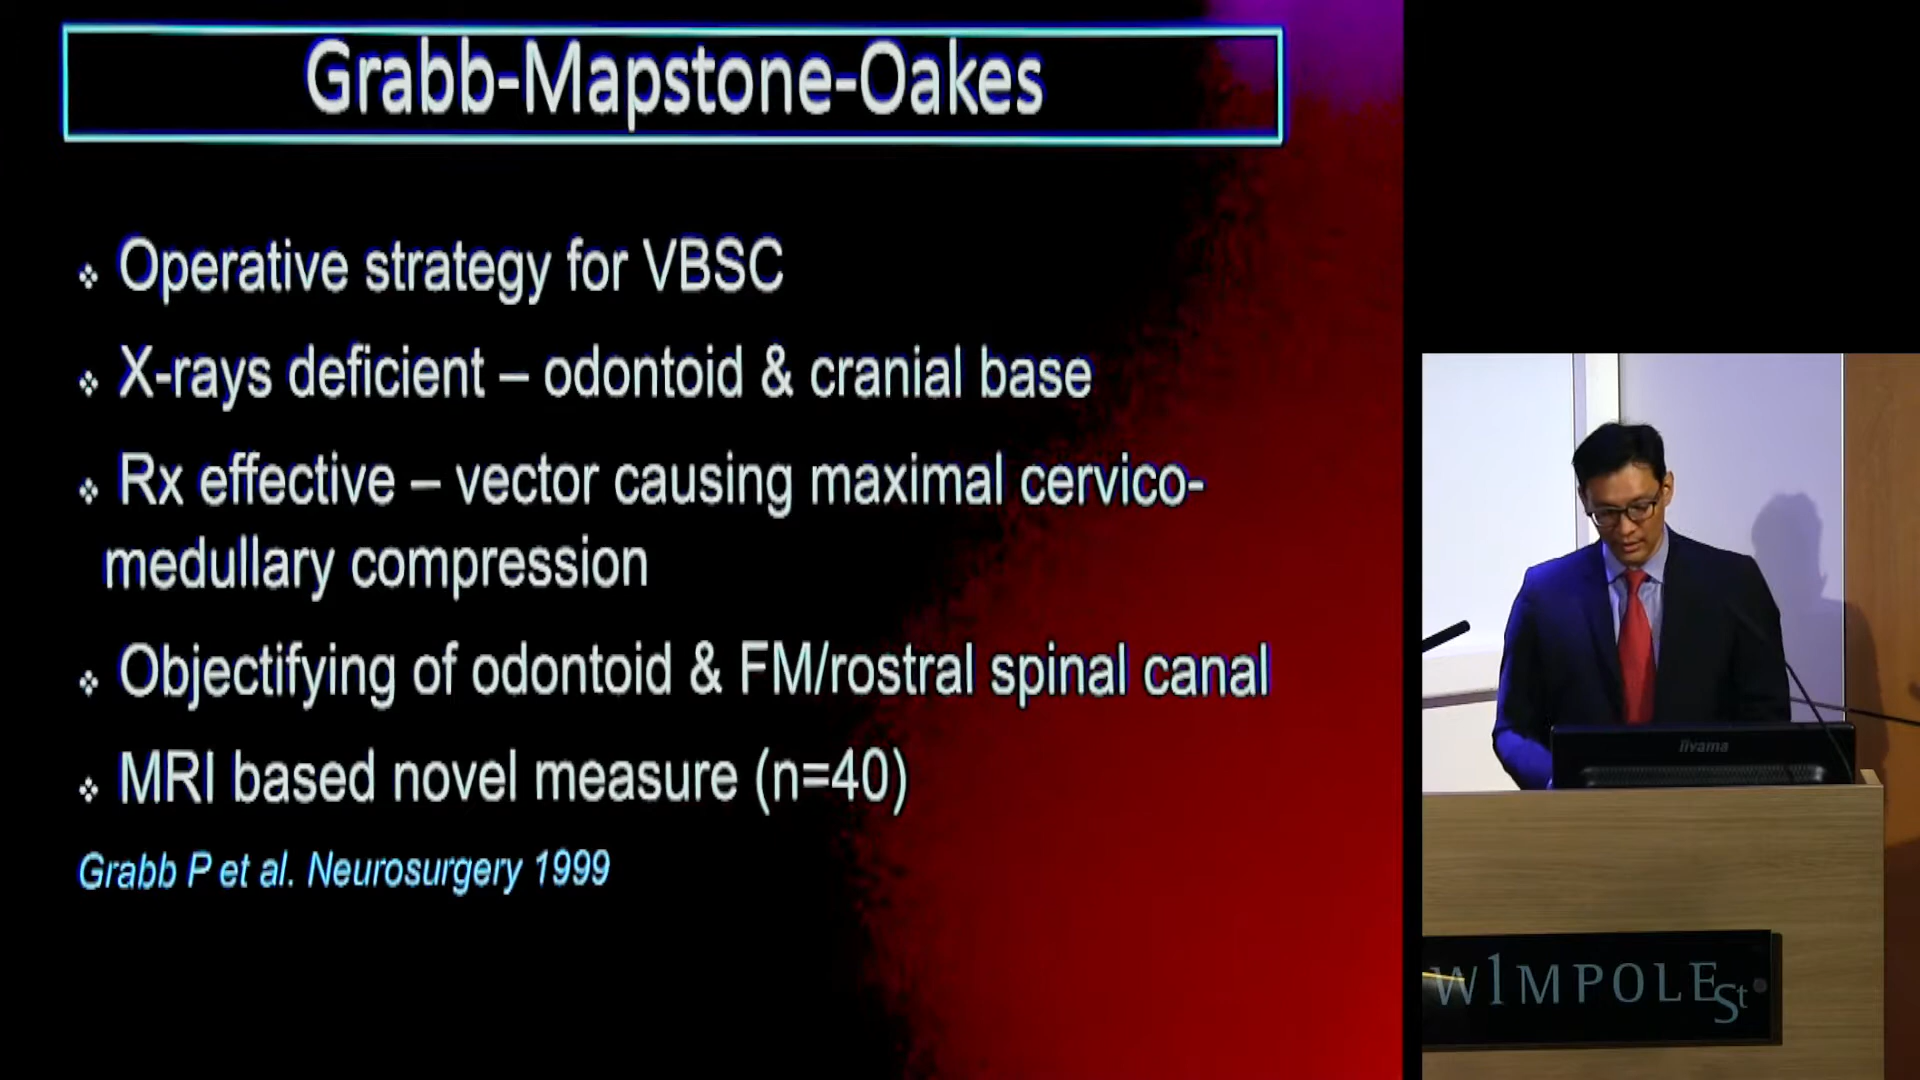 Grabb-Mapstone-Oakes
❖ Operative strategy for VBSC
❖ X-rays deficient – odontoid & cranial base
❖ Rx effective – vector causing maximal cervico-
medullary compression
❖ Objectifying of odontoid & FM/rostral spinal canal
❖ MRI based novel measure (n=40)
Grabb P et al. Neurosurgery 1999
iiyama
W1MPOLE St